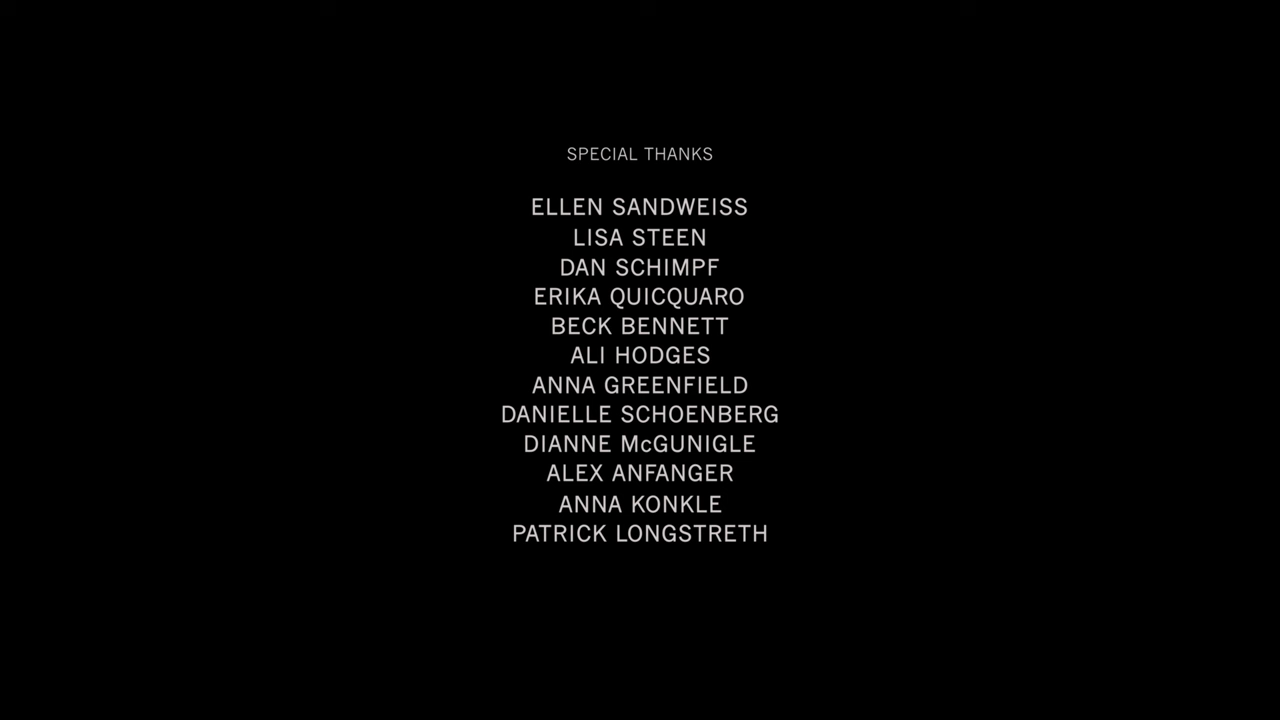 SPECIAL THANKS
ELLEN SANDWEISS
LISA STEEN
DAN SCHIMPF
ERIKA QUICQUARO
BECK BENNETT
ALI HODGES
ANNA GREENFIELD
DANIELLE SCHOENBERG
DIANNE McGUNIGLE
ALEX ANFANGER
ANNA KONKLE
PATRICK LONGSTRETH